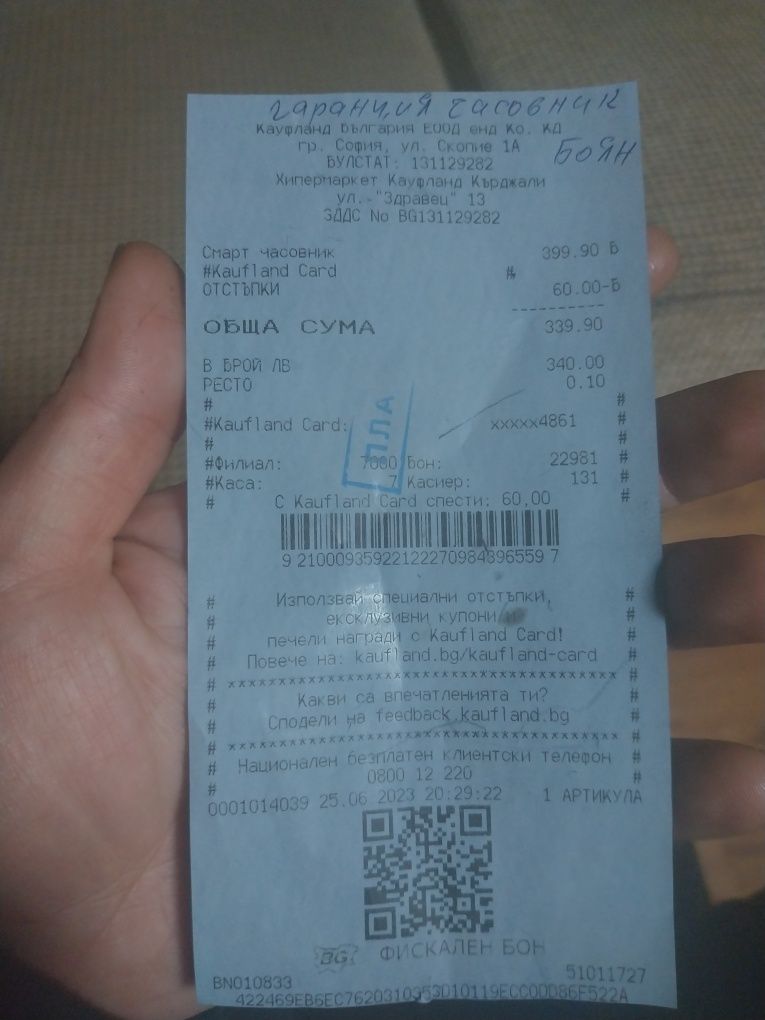 гаранция часовник
БОЯН
Кауфланд България ЕООД енд Ко. КД
гр. София, ул. Скопие 1А
БУЛСТАТ: 131129282
Хипермаркет Кауфланд Кърджали
ул.-"Здравец" 13
ЗДДС No BG131129282
Смарт часовник 399.90 Б
#Kaufland Card #
ОТСТЪПКИ 60.00-Б
----------
ОБЩА СУМА 339.90
В БРОЙ ЛВ 340.00
РЕСТО 0.10
# #
#Kaufland Card: xxxxx4861 #
# #
#Филиал: 7000 Бон: 22981 #
#Каса: 7 Касиер: 131 #
# С Kaufland Card спести: 60,00 #
9 210009359221222709843965597
# Използвай специални отстъпки, #
# ексклузивни купони и #
# печели награди с Kaufland Card! #
# Повече на: kaufland.bg/kaufland-card #
# xxxxxxxxxxxxxxxxxxxxxxxxxxxxxxxxxxxxxx #
# Какви са впечатленията ти? #
# Сподели на feedback.kaufland.bg #
# xxxxxxxxxxxxxxxxxxxxxxxxxxxxxxxxxxxxxx #
# Национален безплатен клиентски телефон #
# 0800 12 220 #
0001014039 25.06 2023 20:29:22 1 АРТИКУЛА
BG ФИСКАЛЕН БОН
BN010833 51011727